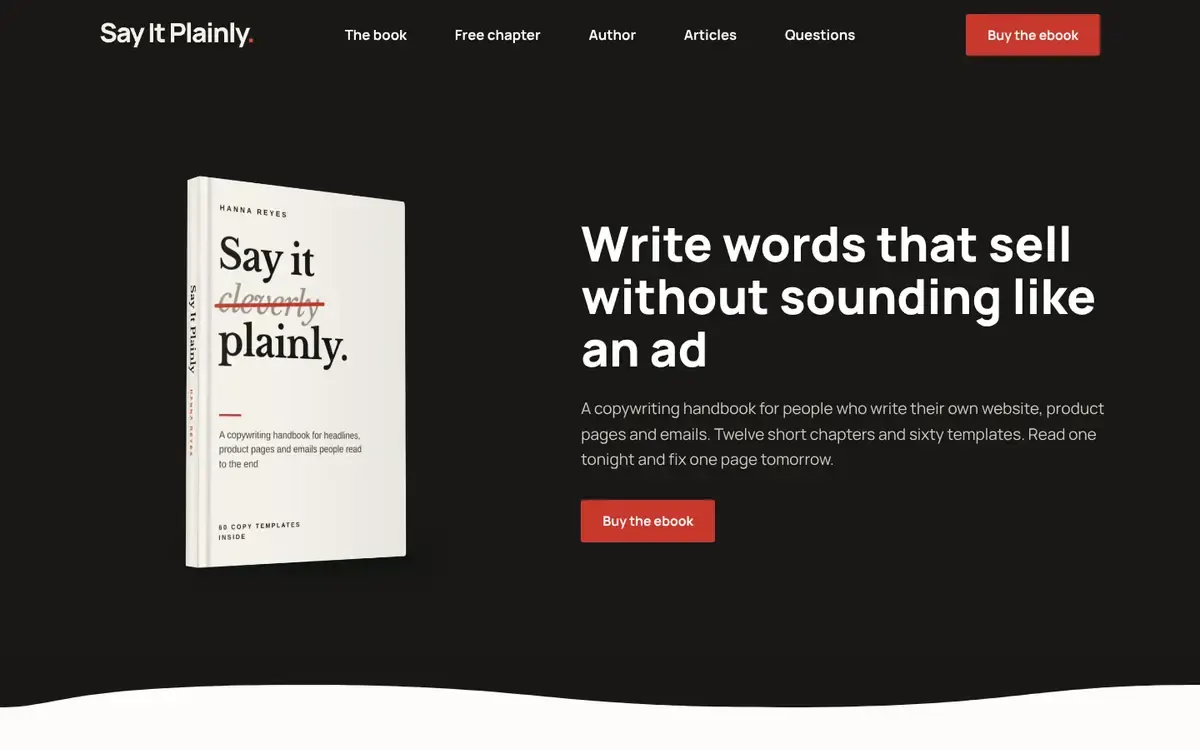 Say It Plainly.
The book
Free chapter
Author
Articles
Questions
Buy the ebook
Say It Plainly
HANNA REYES
HANNA REYES
Say it
cleverly
plainly.
A copywriting handbook for headlines,
product pages and emails people read
to the end
60 COPY TEMPLATES
INSIDE
Write words that sell
without sounding like
an ad
A copywriting handbook for people who write their own website, product
pages and emails. Twelve short chapters and sixty templates. Read one
tonight and fix one page tomorrow.
Buy the ebook